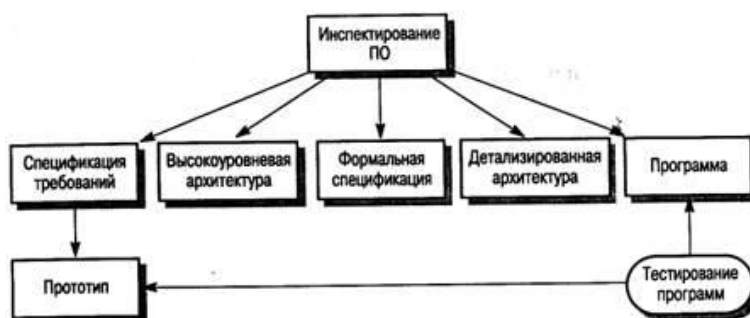 Инспектирование
ПО
Спецификация
требований
Высокоуровневая
архитектура
Формальная
спецификация
Детализированная
архитектура
Программа
Прототип
Тестирование
программ